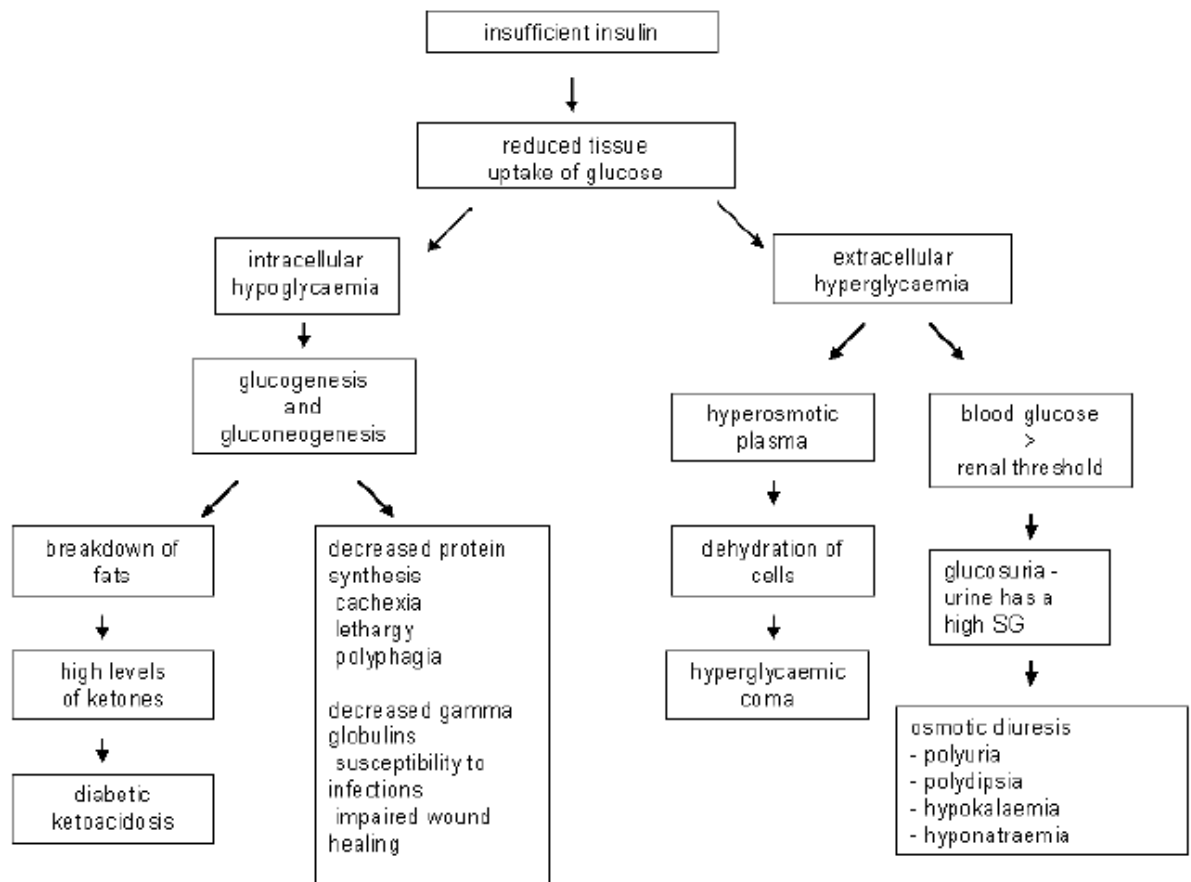 insufficient insulin
reduced tissue
uptake of glucose
intracellular
hypoglycaemia
extracellular
hyperglycaemia
glucogenesis
and
gluconeogenesis
hyperosmotic
plasma
blood glucose
>
renal threshold
breakdown of
fats
decreased protein
synthesis
cachexia
lethargy
polyphagia
decreased gamma
globulins
susceptibility to
infections
impaired wound
healing
dehydration of
cells
glucosuria -
urine has a
high SG
high levels
of ketones
hyperglycaemic
coma
diabetic
ketoacidosis
osmotic diuresis
- polyuria
- polydipsia
- hypokalaemia
- hyponatraemia